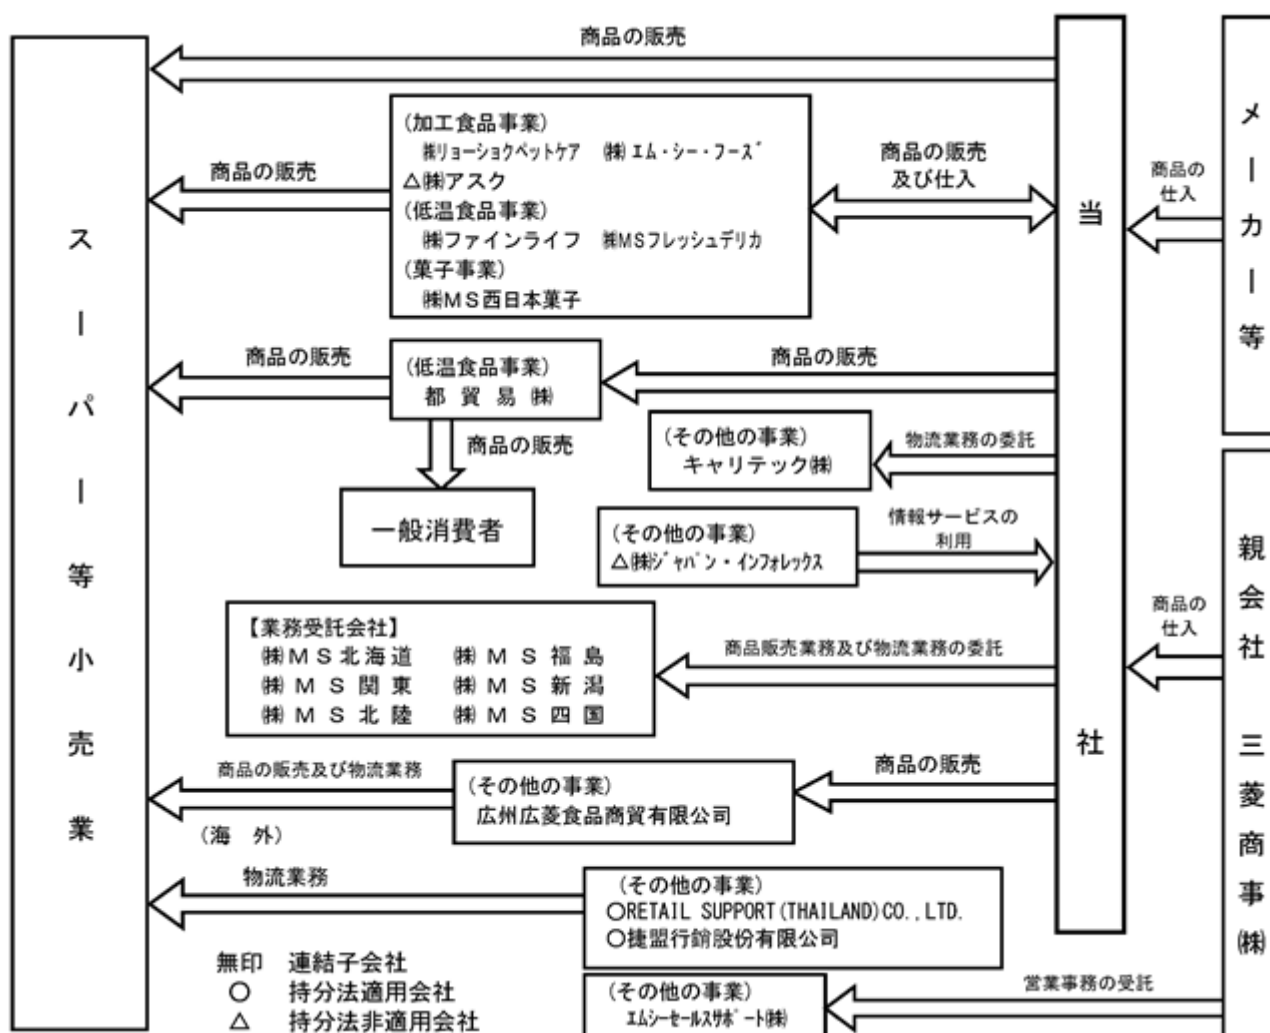 商品の販売
スーパー等小売業
当社
メーカー等
親会社 三菱商事㈱
商品の
仕入
(加工食品事業)
㈱リョーショクペットケア ㈱エム・シー・フーズ
△㈱アスク
(低温食品事業)
㈱ファインライフ ㈱MSフレッシュデリカ
(菓子事業)
㈱MS西日本菓子
商品の販売
商品の販売
及び仕入
商品の販売
(低温食品事業)
都貿易㈱
商品の販売
商品の販売
一般消費者
(その他の事業)
キャリテック㈱
物流業務の委託
(その他の事業)
△㈱ジャパン・インフォレックス
情報サービスの
利用
【業務受託会社】
㈱MS北海道 ㈱MS福島
㈱MS関東 ㈱MS新潟
㈱MS北陸 ㈱MS四国
商品販売業務及び物流業務の委託
商品の
仕入
商品の販売及び物流業務
(海 外)
(その他の事業)
広州広菱食品商貿有限公司
商品の販売
物流業務
(その他の事業)
○RETAIL SUPPORT(THAILAND)CO.,LTD.
○捷盟行銷股份有限公司
無印 連結子会社
○ 持分法適用会社
△ 持分法非適用会社
(その他の事業)
エムシーセールスサポート㈱
営業事務の受託